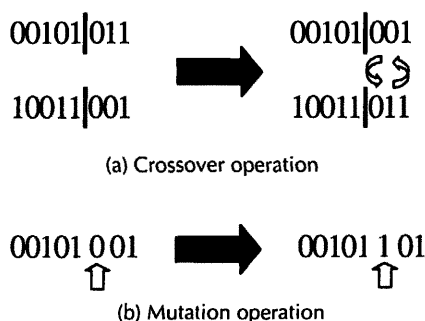 00101|011 00101|001
10011|001 10011|011
(a) Crossover operation
00101 0 01 00101 1 01
(b) Mutation operation